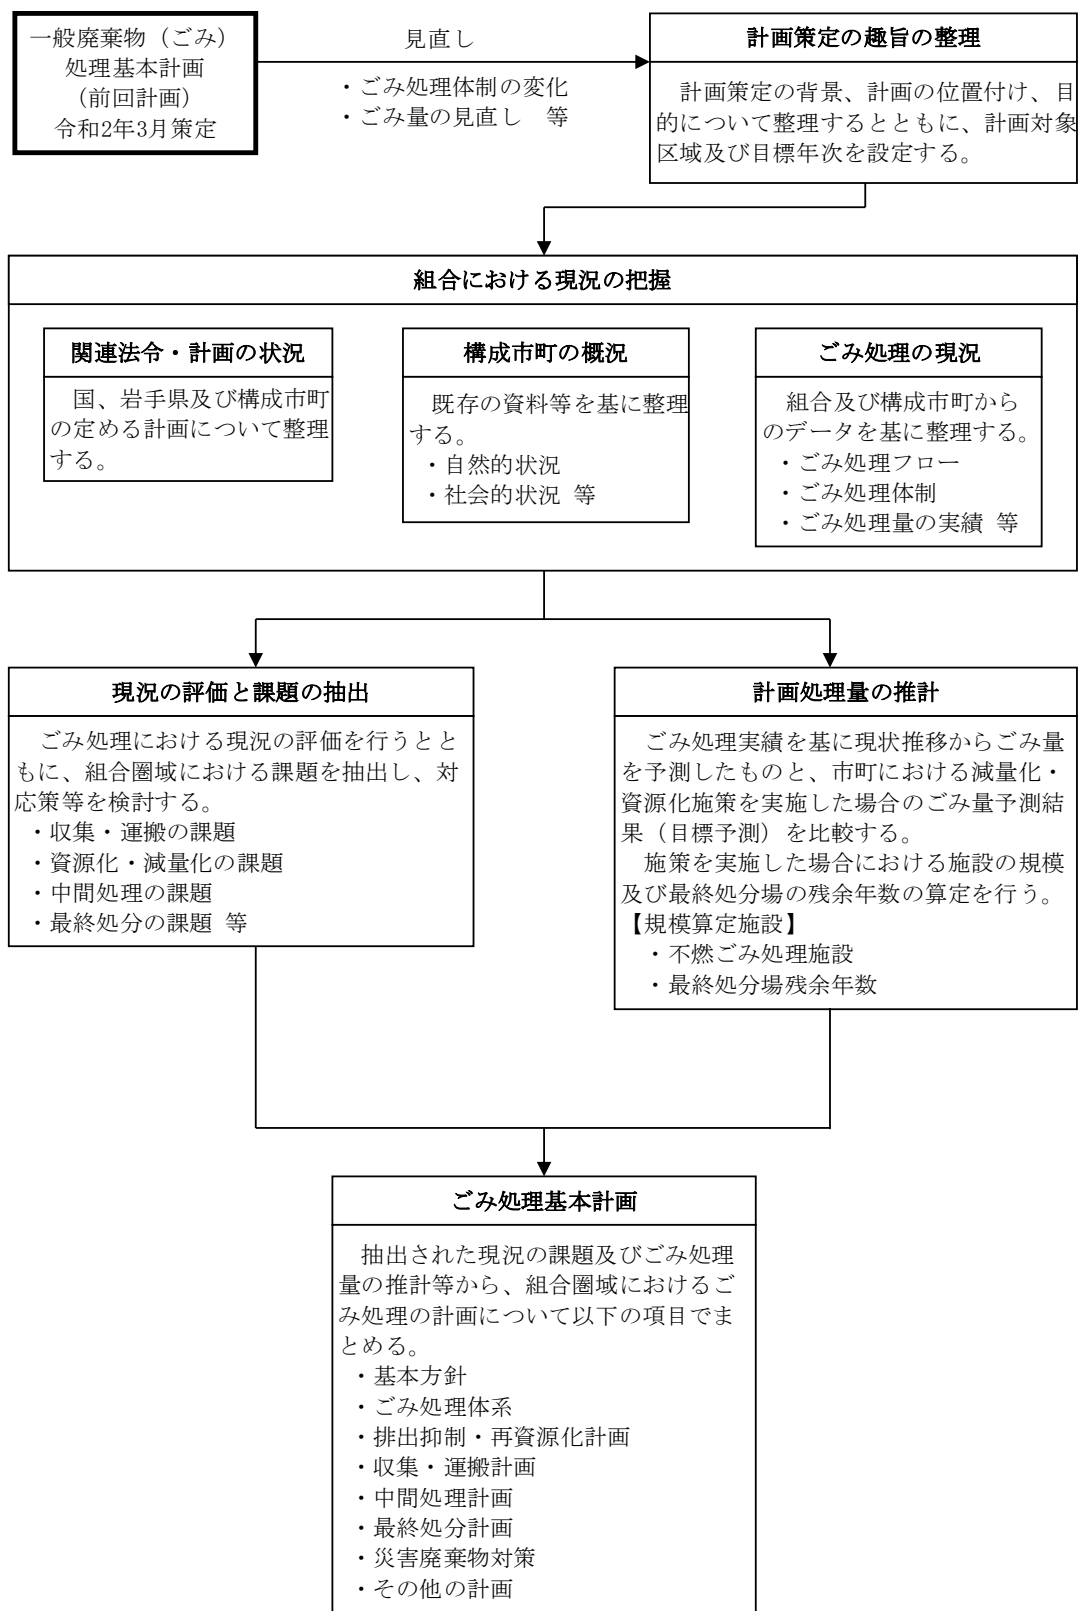 一般廃棄物（ごみ）
処理基本計画
（前回計画）
令和2年3月策定
見直し
・ごみ処理体制の変化
・ごみ量の見直し　等
計画策定の趣旨の整理
計画策定の背景、計画の位置付け、目
的について整理するとともに、計画対象
区域及び目標年次を設定する。
組合における現況の把握
関連法令・計画の状況
国、岩手県及び構成市町
の定める計画について整理
する。
構成市町の概況
既存の資料等を基に整理
する。
・自然的状況
・社会的状況 等
ごみ処理の現況
組合及び構成市町から
のデータを基に整理する。
・ごみ処理フロー
・ごみ処理体制
・ごみ処理量の実績 等
現況の評価と課題の抽出
ごみ処理における現況の評価を行うとと
もに、組合圏域における課題を抽出し、対
応策等を検討する。
・収集・運搬の課題
・資源化・減量化の課題
・中間処理の課題
・最終処分の課題 等
計画処理量の推計
ごみ処理実績を基に現状推移からごみ量
を予測したものと、市町における減量化・
資源化施策を実施した場合のごみ量予測結
果（目標予測）を比較する。
施策を実施した場合における施設の規模
及び最終処分場の残余年数の算定を行う。
【規模算定施設】
・不燃ごみ処理施設
・最終処分場残余年数
ごみ処理基本計画
抽出された現況の課題及びごみ処理
量の推計等から、組合圏域におけるご
み処理の計画について以下の項目でま
とめる。
・基本方針
・ごみ処理体系
・排出抑制・再資源化計画
・収集・運搬計画
・中間処理計画
・最終処分計画
・災害廃棄物対策
・その他の計画